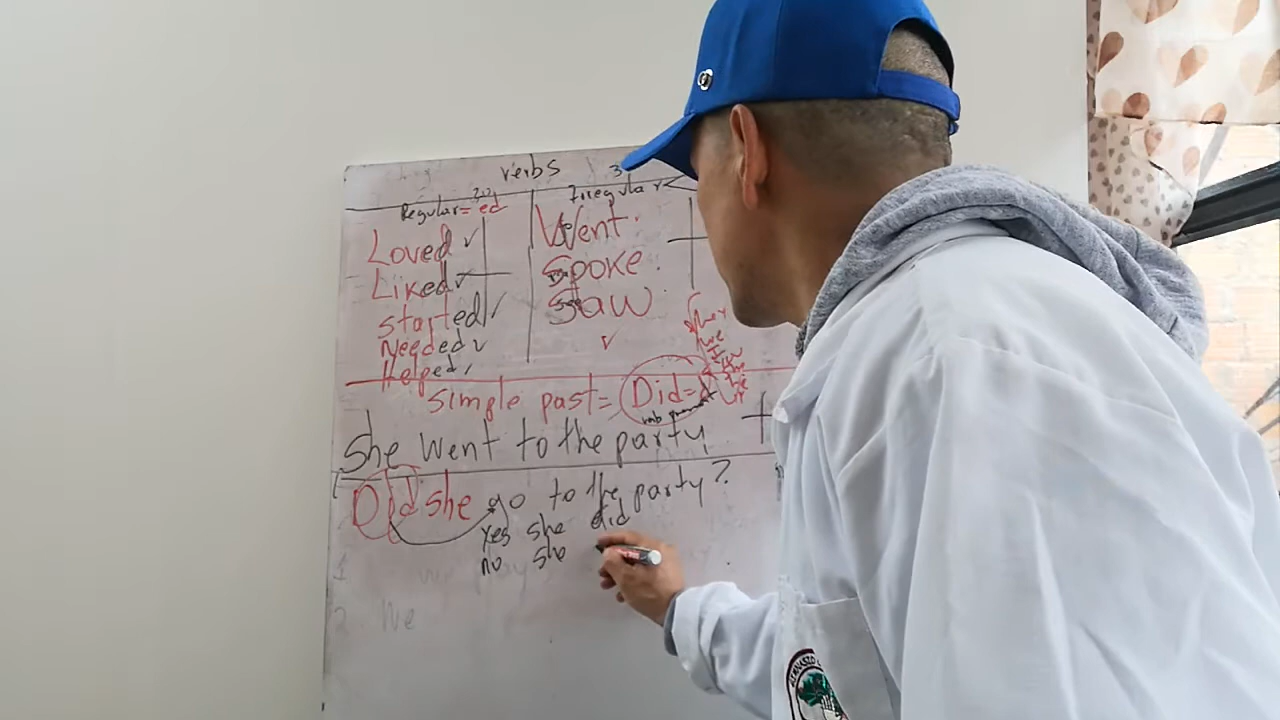 verbs
Regular = ed
Irregular
Loved
Liked
started
Needed
Helped
Went
Spoke
Saw
simple past = Did =
she Went to the party
Did she go to the party?
yes she did
no she
We